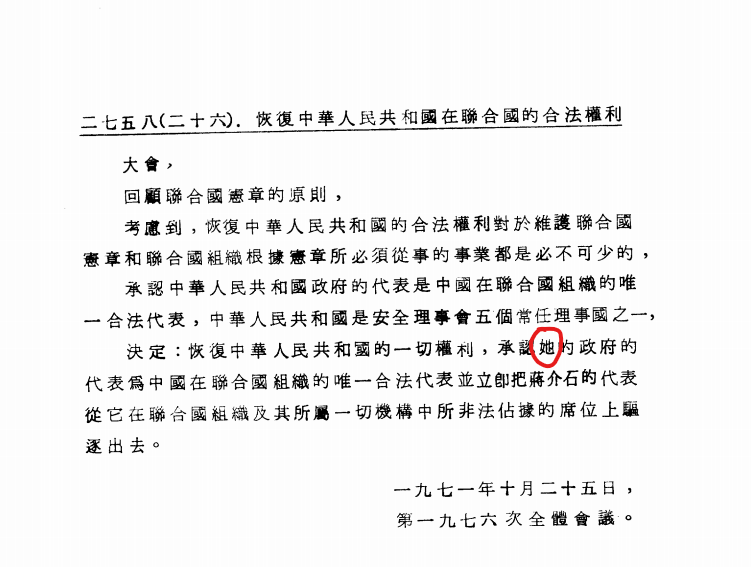 二七五八(二十六). 恢復中華人民共和國在聯合國的合法權利
大會，
回顧聯合國憲章的原則，
考慮到，恢復中華人民共和國的合法權利對於維護聯合國
憲章和聯合國組織根據憲章所必須從事的事業都是必不可少的，
承認中華人民共和國政府的代表是中國在聯合國組織的唯
一合法代表，中華人民共和國是安全理事會五個常任理事國之一，
決定：恢復中華人民共和國的一切權利，承認她的政府的
代表為中國在聯合國組織的唯一合法代表並立即把蔣介石的代表
從它在聯合國組織及其所屬一切機構中所非法佔據的席位上驅
逐出去。
一九七一年十月二十五日，
第一九七六次全體會議。